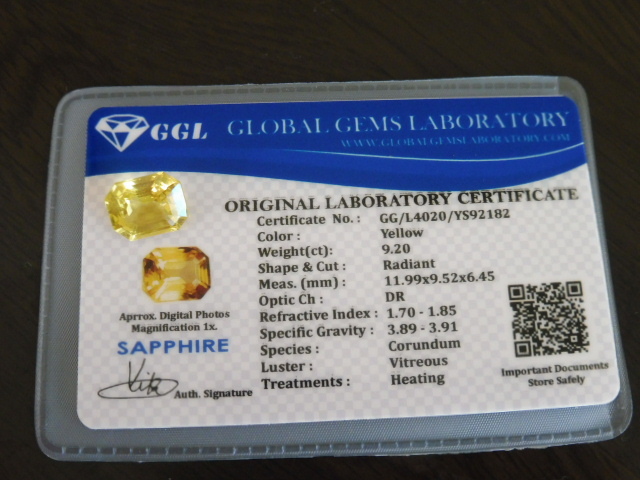 GGL GLOBAL GEMS LABORATORY
WWW.GLOBALGEMSLABORATORY.COM
ORIGINAL LABORATORY CERTIFICATE
Certificate No. : GG/L4020/YS92182
Color : Yellow
Weight(ct) : 9.20
Shape & Cut : Radiant
Meas. (mm) : 11.99x9.52x6.45
Optic Ch : DR
Refractive Index : 1.70 - 1.85
Specific Gravity : 3.89 - 3.91
Species : Corundum
Luster : Vitreous
Treatments : Heating
Aprrox. Digital Photos
Magnification 1x.
SAPPHIRE
Auth. Signature
Important Documents
Store Safely